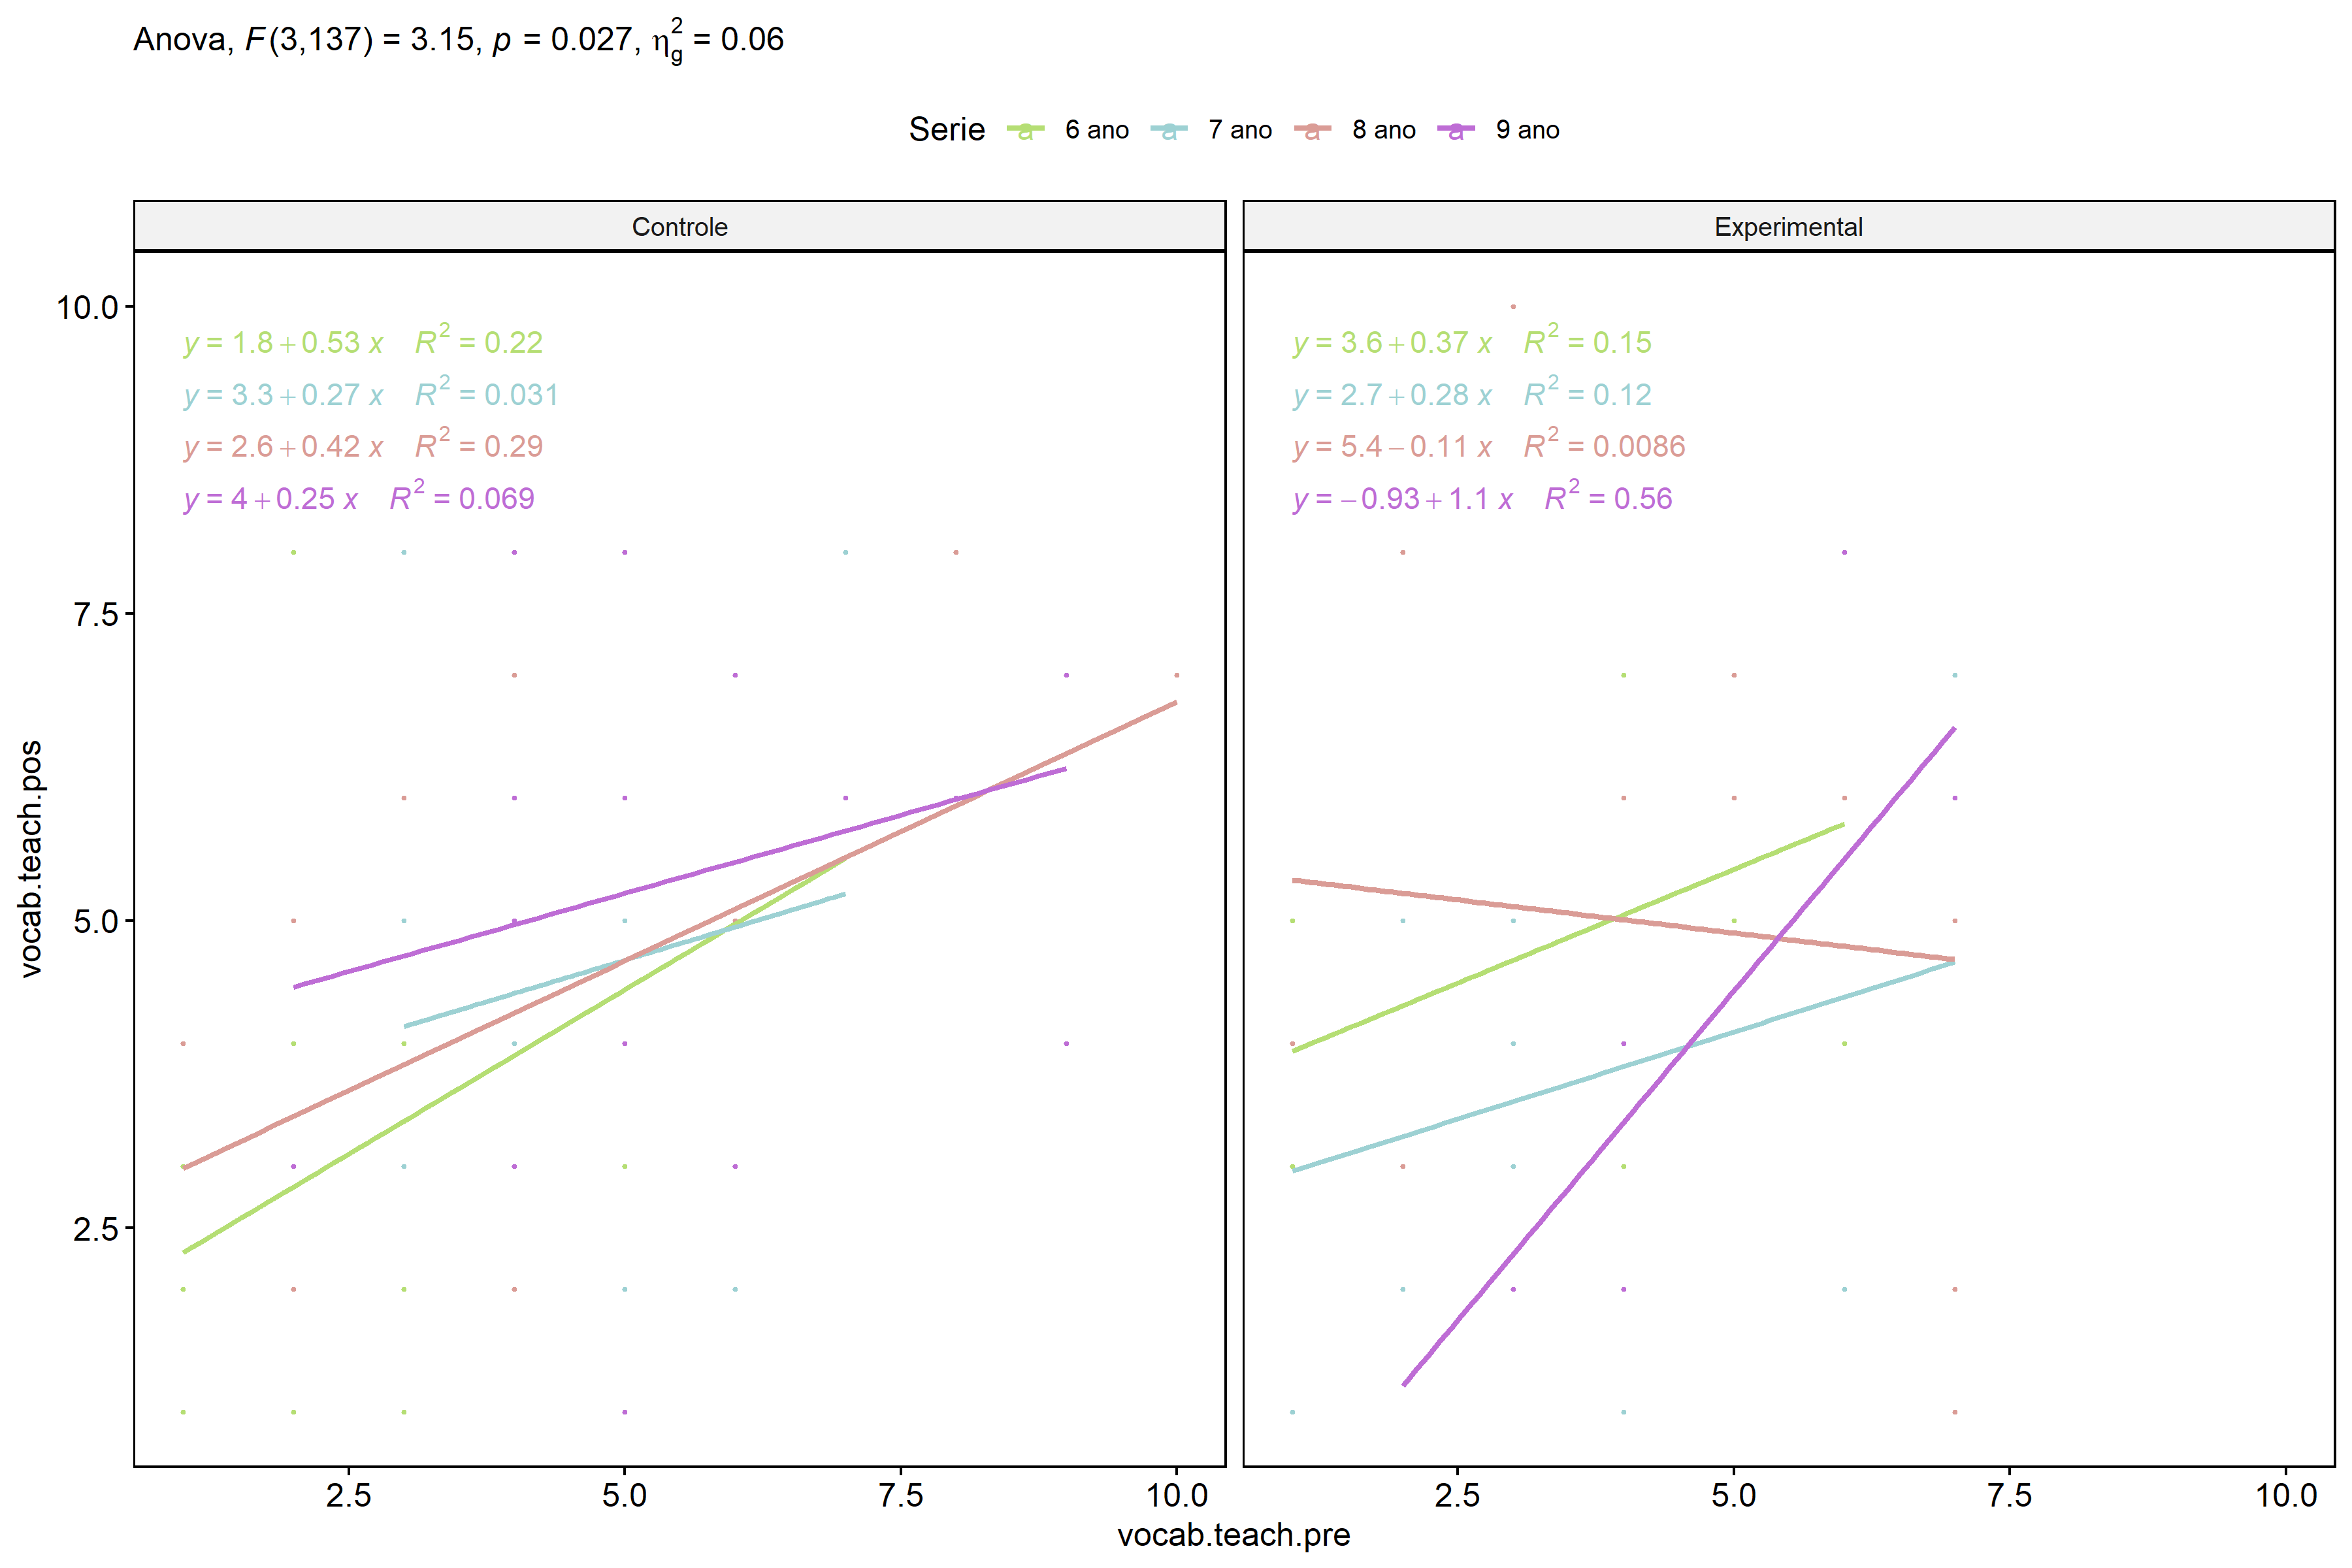 Anova, F(3,137) = 3.15, p = 0.027, η²g = 0.06
Serie a 6 ano a 7 ano a 8 ano a 9 ano
Controle
Experimental
y = 1.8 + 0.53 x R² = 0.22
y = 3.3 + 0.27 x R² = 0.031
y = 2.6 + 0.42 x R² = 0.29
y = 4 + 0.25 x R² = 0.069
y = 3.6 + 0.37 x R² = 0.15
y = 2.7 + 0.28 x R² = 0.12
y = 5.4 − 0.11 x R² = 0.0086
y = − 0.93 + 1.1 x R² = 0.56
10.0
7.5
5.0
2.5
vocab.teach.pos
2.5 5.0 7.5 10.0
2.5 5.0 7.5 10.0
vocab.teach.pre